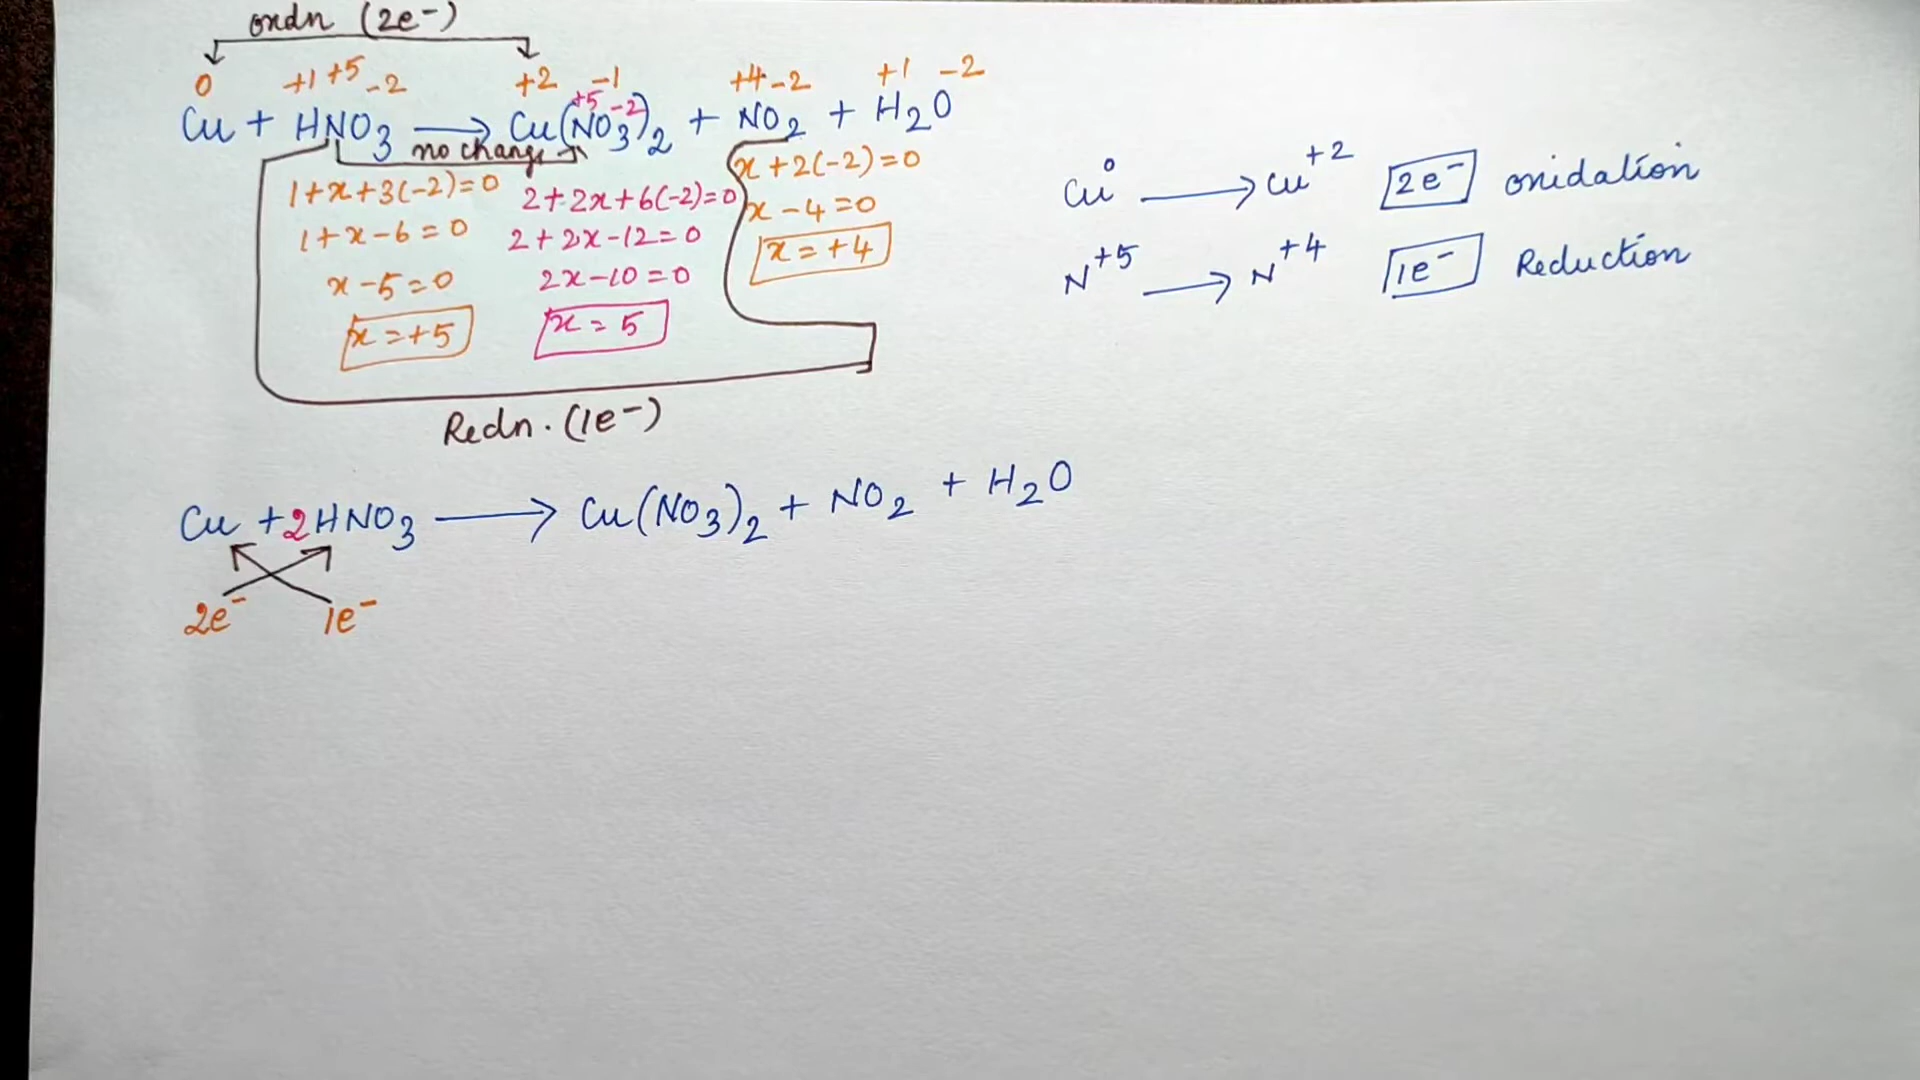 oxdn (2e⁻)
0 +1 +5 -2 +2 -1 +4 -2 +1 -2
+5 -2
Cu + HNO₃ ⟶ Cu(NO₃)₂ + NO₂ + H₂O
no change
1+x+3(-2)=0 2+2x+6(-2)=0 x+2(-2)=0
1+x-6=0 2+2x-12=0 x-4=0
x-5=0 2x-10=0 x=+4
x=+5 x=5
Redn. (1e⁻)
Cu⁰ ⟶ Cu⁺² 2e⁻ oxidation
N⁺⁵ ⟶ N⁺⁴ 1e⁻ Reduction
Cu + 2HNO₃ ⟶ Cu(NO₃)₂ + NO₂ + H₂O
2e⁻ 1e⁻